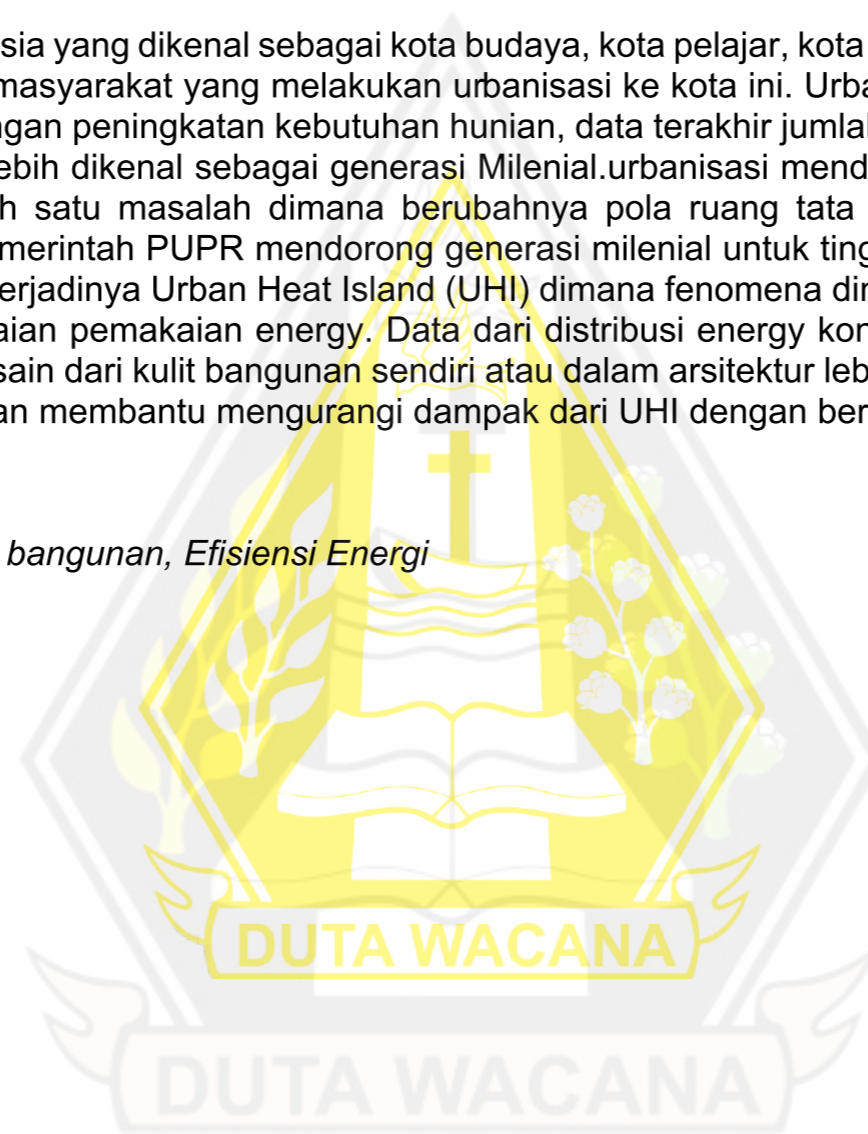 sia yang dikenal sebagai kota budaya, kota pelajar, kota
masyarakat yang melakukan urbanisasi ke kota ini. Urba
ngan peningkatan kebutuhan hunian, data terakhir jumlal
ebih dikenal sebagai generasi Milenial.urbanisasi mend
h satu masalah dimana berubahnya pola ruang tata
merintah PUPR mendorong generasi milenial untuk ting
erjadinya Urban Heat Island (UHI) dimana fenomena dir
aian pemakaian energy. Data dari distribusi energy kor
sain dari kulit bangunan sendiri atau dalam arsitektur leb
an membantu mengurangi dampak dari UHI dengan ber
bangunan, Efisiensi Energi
DUTA WACANA
DUTA WACANA